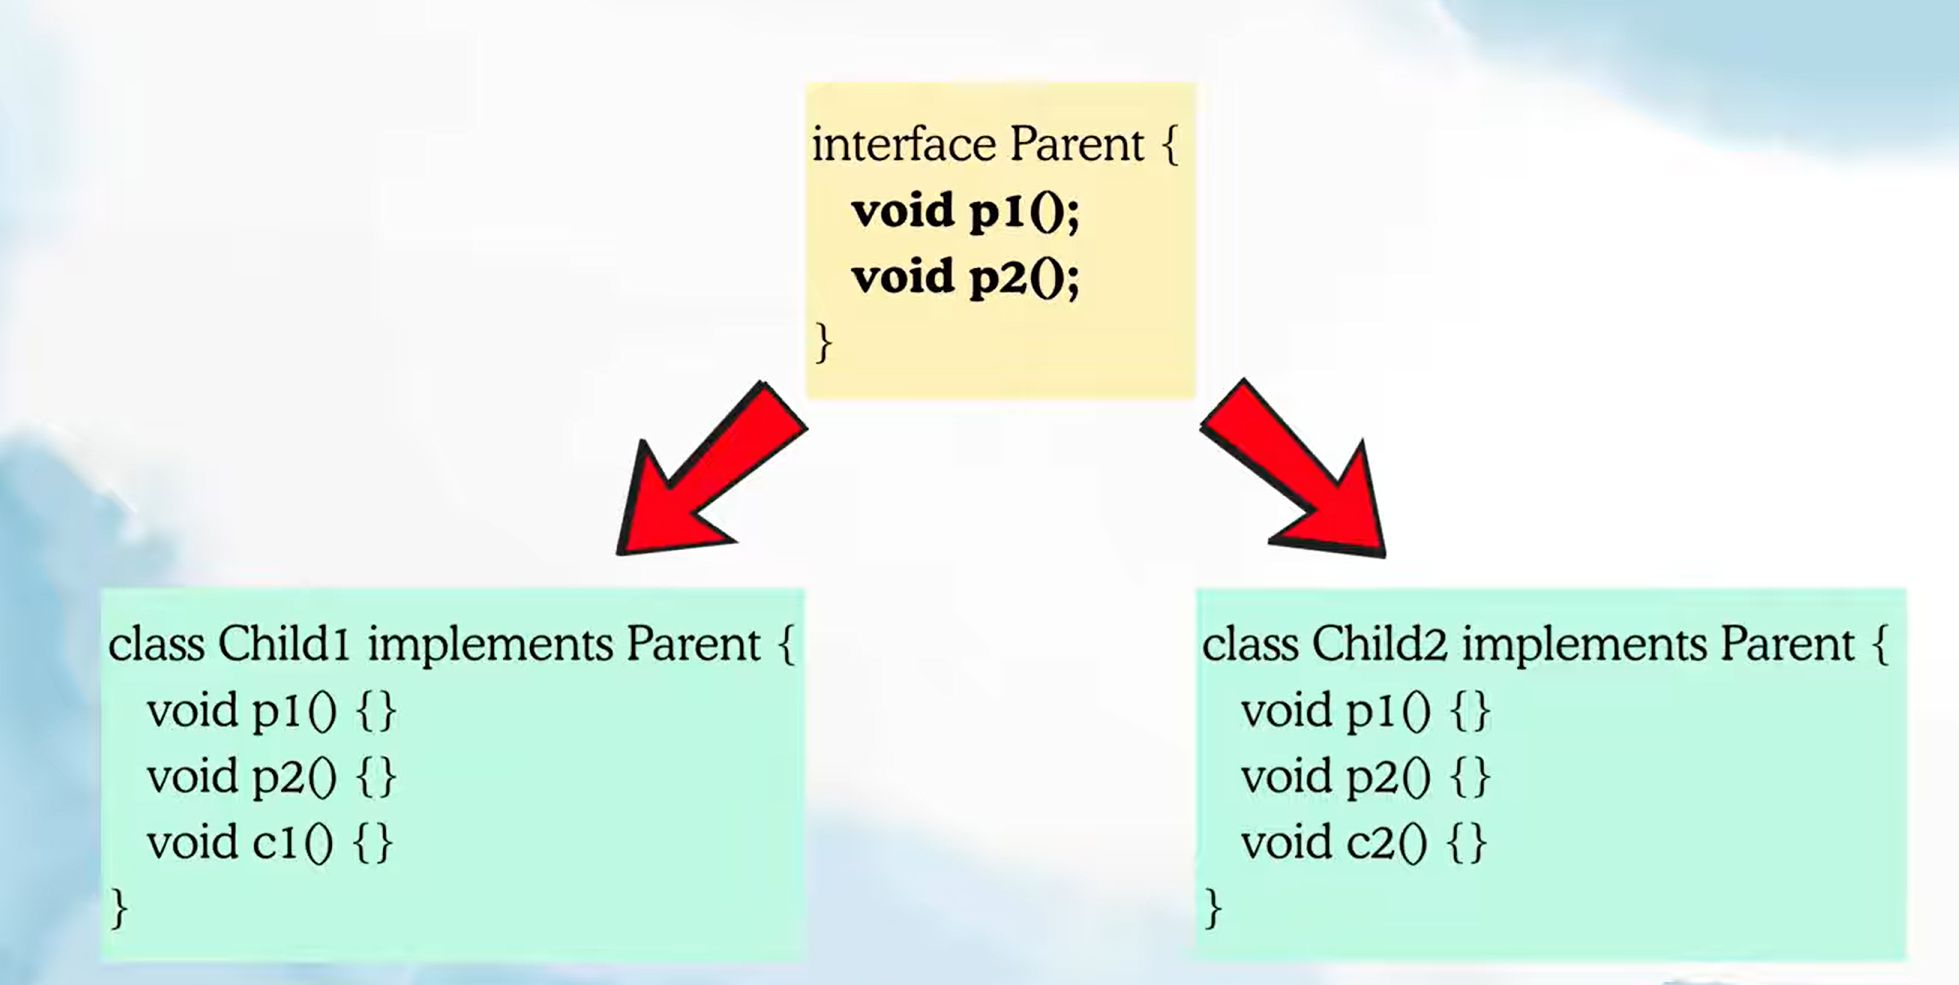 interface Parent {
void p1();
void p2();
}
class Child1 implements Parent {
void p1() {}
void p2() {}
void c1() {}
}
class Child2 implements Parent {
void p1() {}
void p2() {}
void c2() {}
}